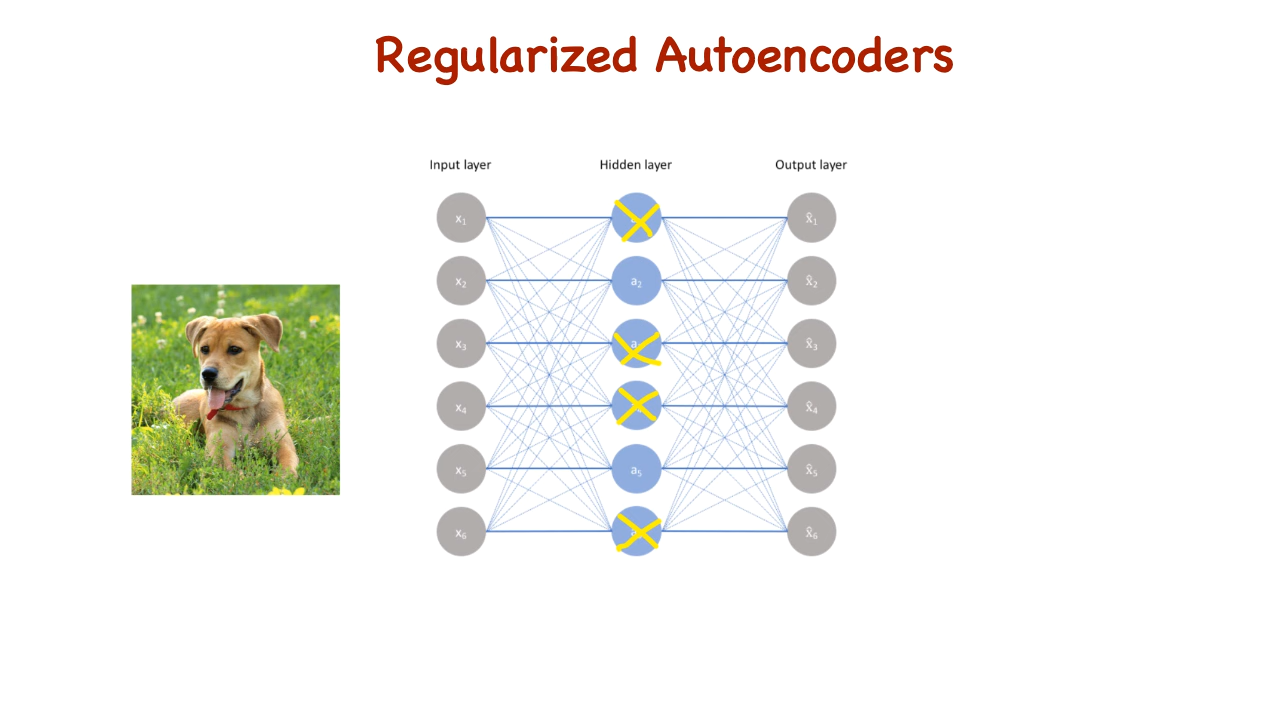 Regularized Autoencoders
Input layer
Hidden layer
Output layer
x₁
x̂₁
x₂
a₂
x̂₂
x₃
a
x̂₃
x₄
x̂₄
x₅
a₅
x̂₅
x₆
x̂₆